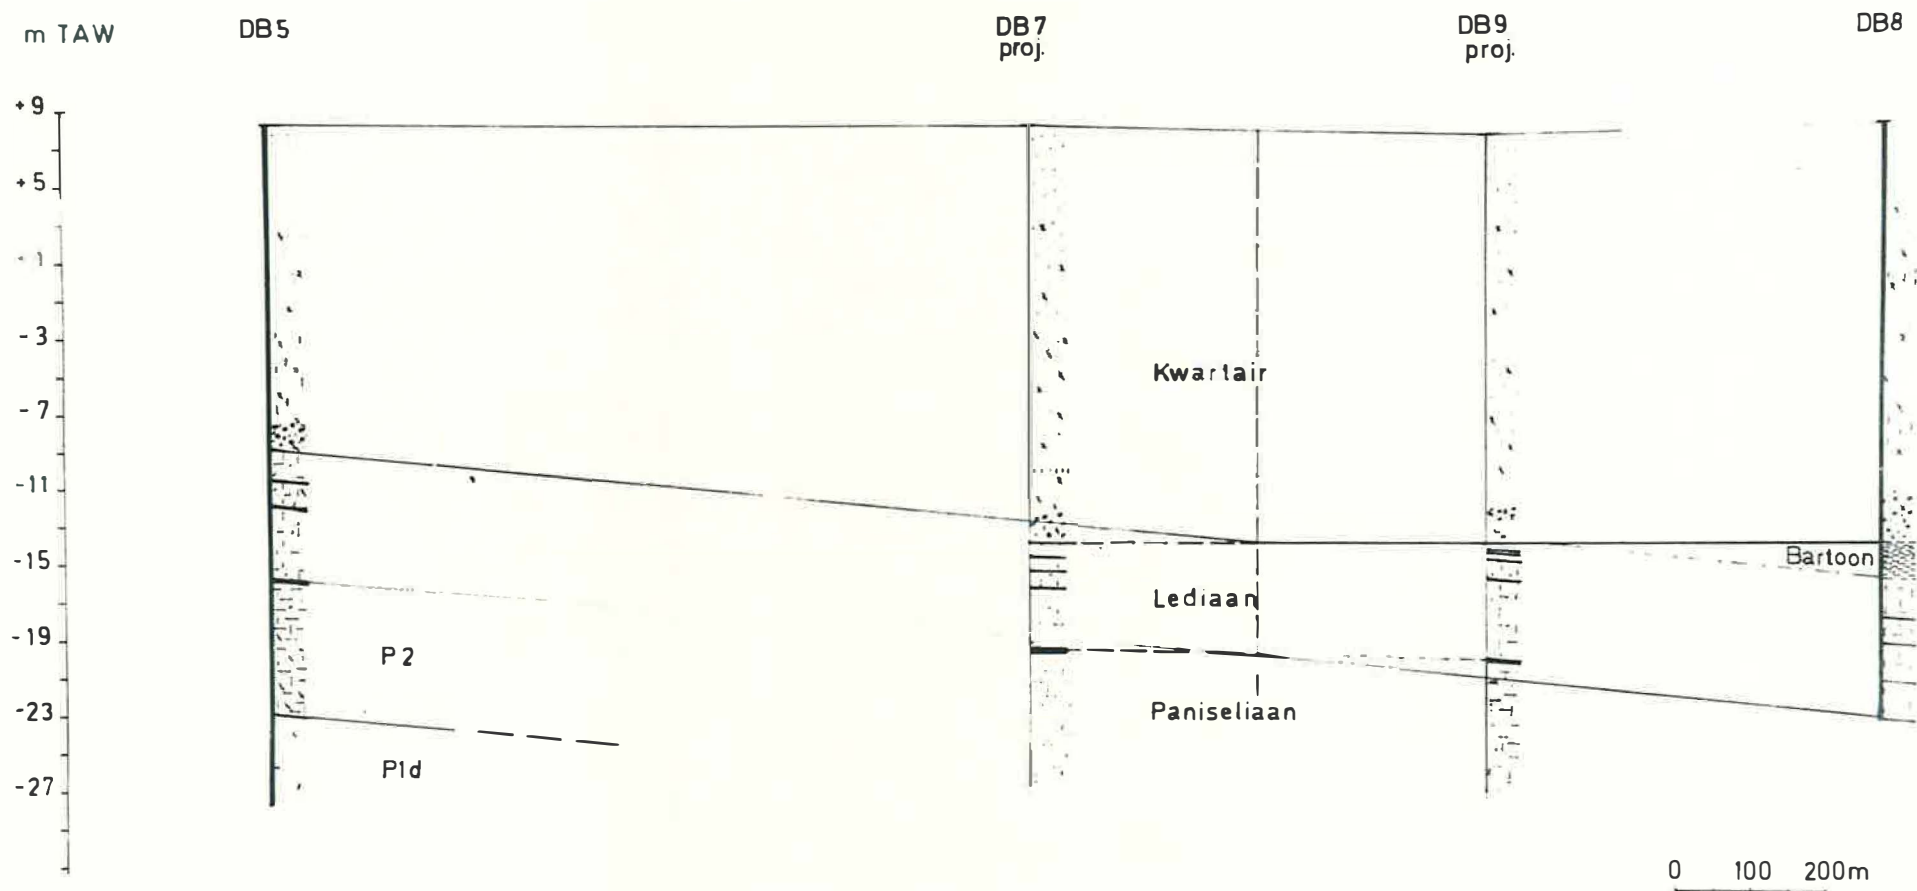 m TAW
DB5
DB7
proj.
DB9
proj.
DB8
+9
+5
+1
-3
-7
-11
-15
-19
-23
-27
Kwartair
Bartoon
Lediaan
P2
Paniseliaan
P1d
0 100 200m